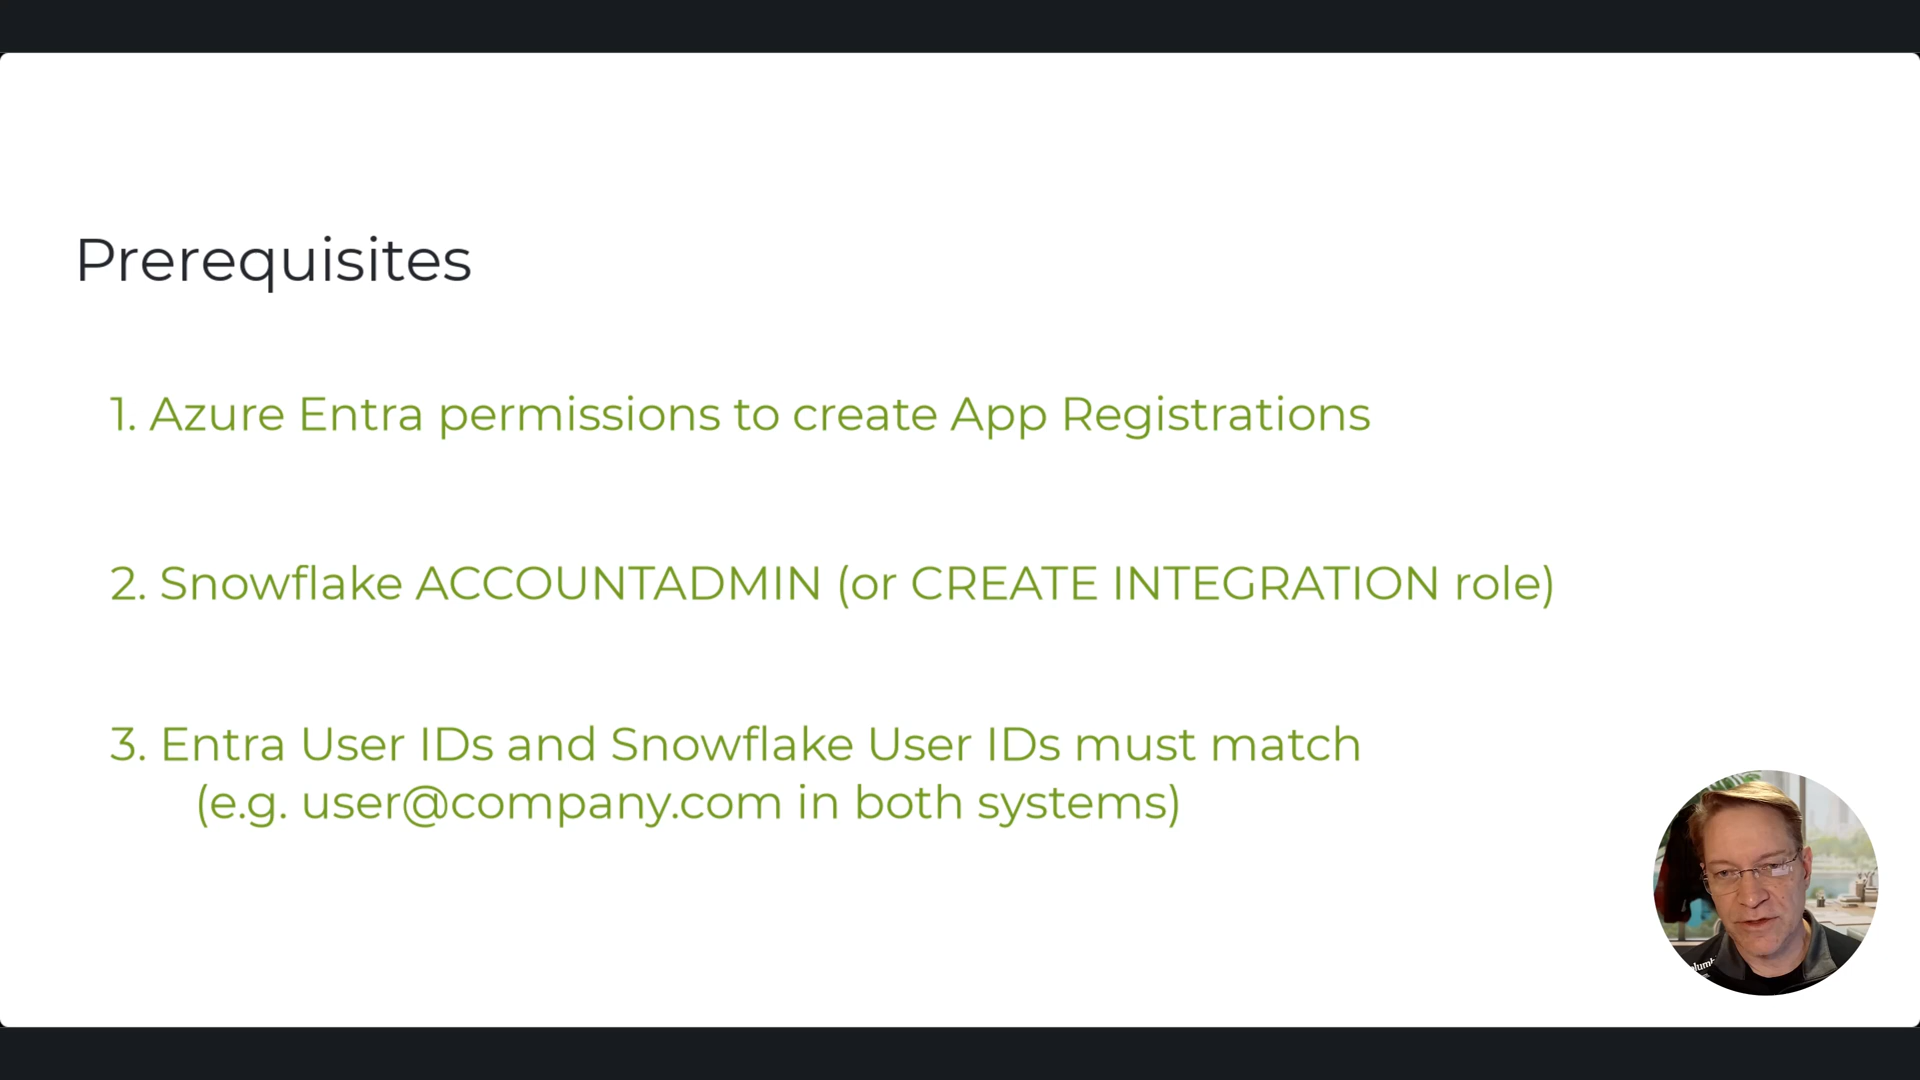 Prerequisites
1. Azure Entra permissions to create App Registrations
2. Snowflake ACCOUNTADMIN (or CREATE INTEGRATION role)
3. Entra User IDs and Snowflake User IDs must match
(e.g. user@company.com in both systems)